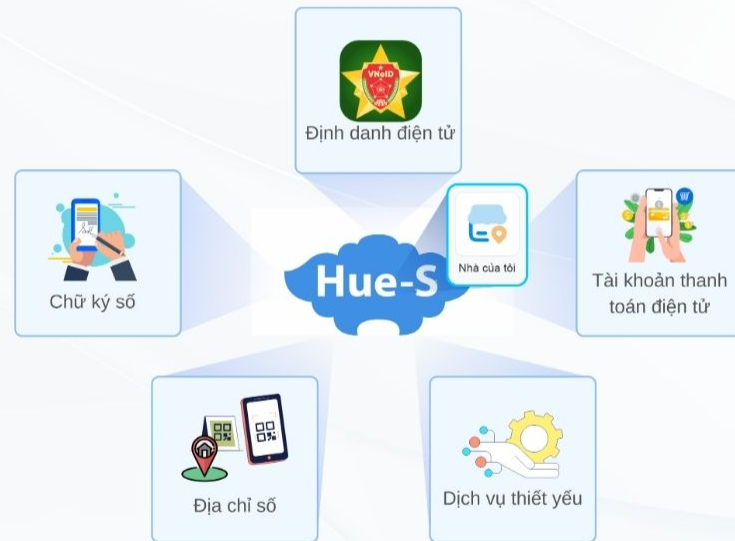 VNeID
Định danh điện tử
Chữ ký số
Hue-S
Nhà của tôi
Tài khoản thanh
toán điện tử
Địa chỉ số
Dịch vụ thiết yếu